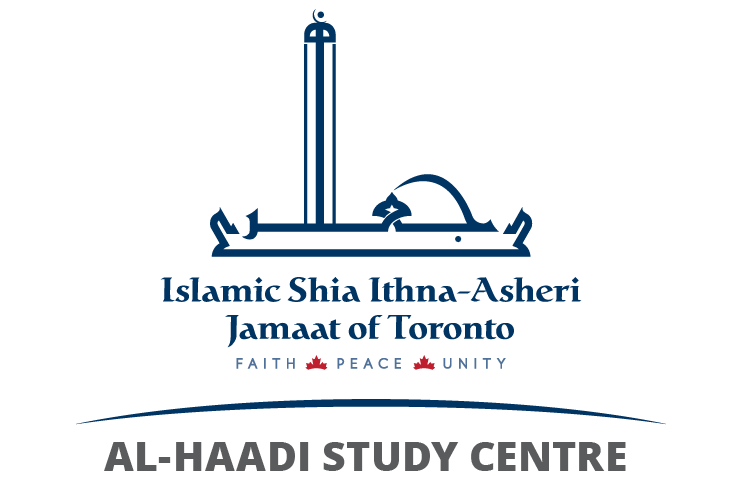 Islamic Shia Ithna-Asheri
Jamaat of Toronto
FAITH PEACE UNITY
AL-HAADI STUDY CENTRE